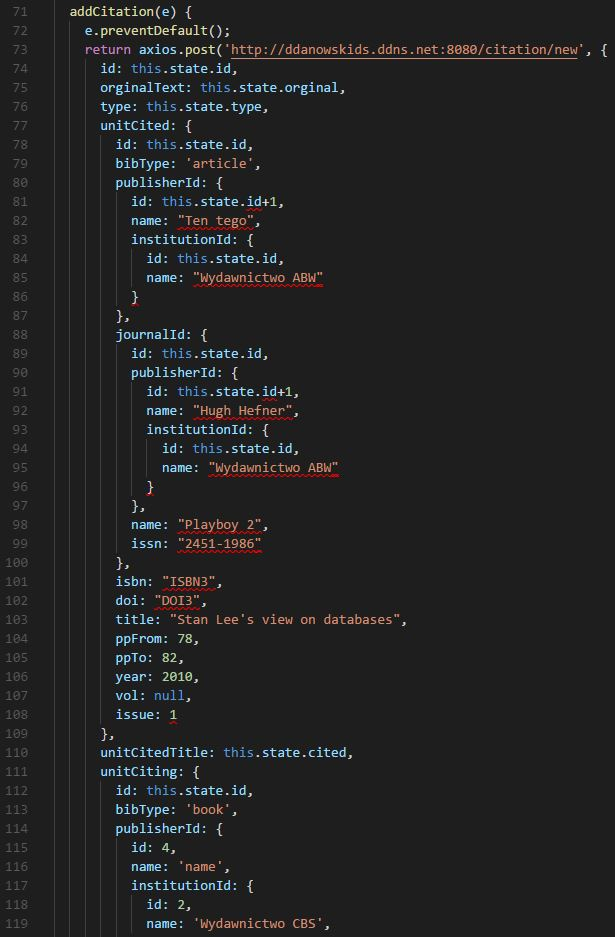 71 addCitation(e) {
72 e.preventDefault();
73 return axios.post('http://ddanowskids.ddns.net:8080/citation/new', {
74 id: this.state.id,
75 orginalText: this.state.orginal,
76 type: this.state.type,
77 unitCited: {
78 id: this.state.id,
79 bibType: 'article',
80 publisherId: {
81 id: this.state.id+1,
82 name: "Ten tego",
83 institutionId: {
84 id: this.state.id,
85 name: "Wydawnictwo ABW"
86 }
87 },
88 journalId: {
89 id: this.state.id,
90 publisherId: {
91 id: this.state.id+1,
92 name: "Hugh Hefner",
93 institutionId: {
94 id: this.state.id,
95 name: "Wydawnictwo ABW"
96 }
97 },
98 name: "Playboy 2",
99 issn: "2451-1986"
100 },
101 isbn: "ISBN3",
102 doi: "DOI3",
103 title: "Stan Lee's view on databases",
104 ppFrom: 78,
105 ppTo: 82,
106 year: 2010,
107 vol: null,
108 issue: 1
109 },
110 unitCitedTitle: this.state.cited,
111 unitCiting: {
112 id: this.state.id,
113 bibType: 'book',
114 publisherId: {
115 id: 4,
116 name: 'name',
117 institutionId: {
118 id: 2,
119 name: 'Wydawnictwo CBS',